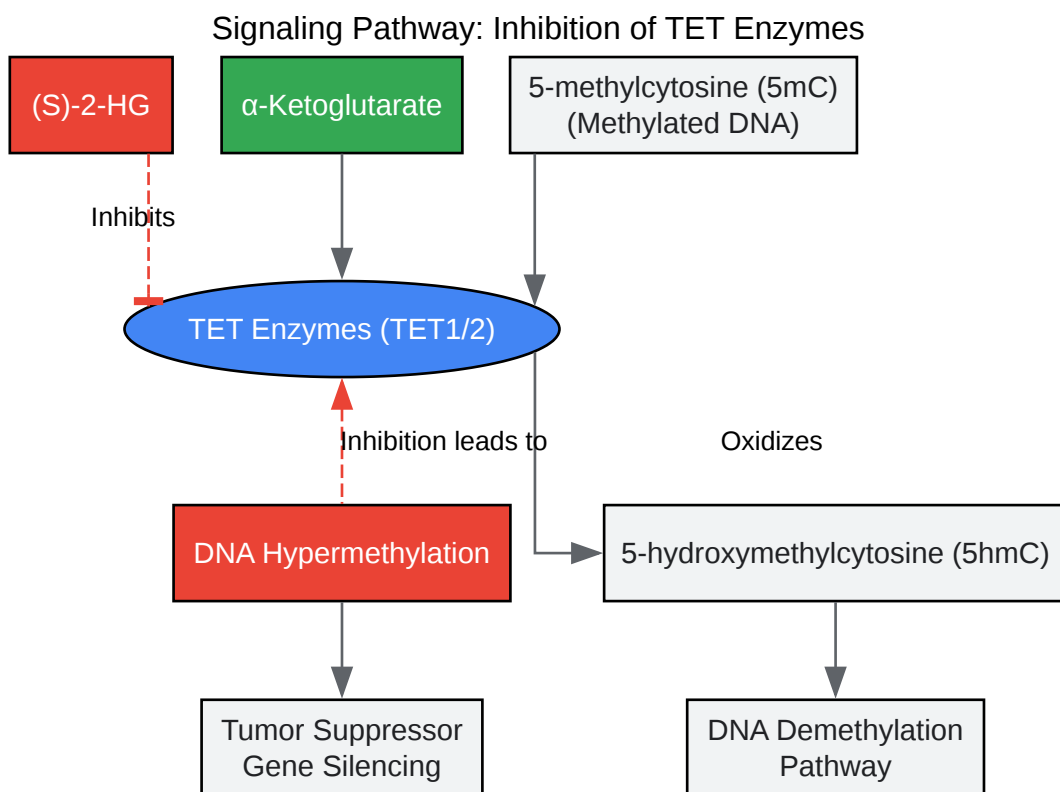 Signaling Pathway: Inhibition of TET Enzymes
(S)-2-HG
α-Ketoglutarate
5-methylcytosine (5mC)
(Methylated DNA)
Inhibits
TET Enzymes (TET1/2)
Inhibition leads to
Oxidizes
DNA Hypermethylation
5-hydroxymethylcytosine (5hmC)
Tumor Suppressor
Gene Silencing
DNA Demethylation
Pathway